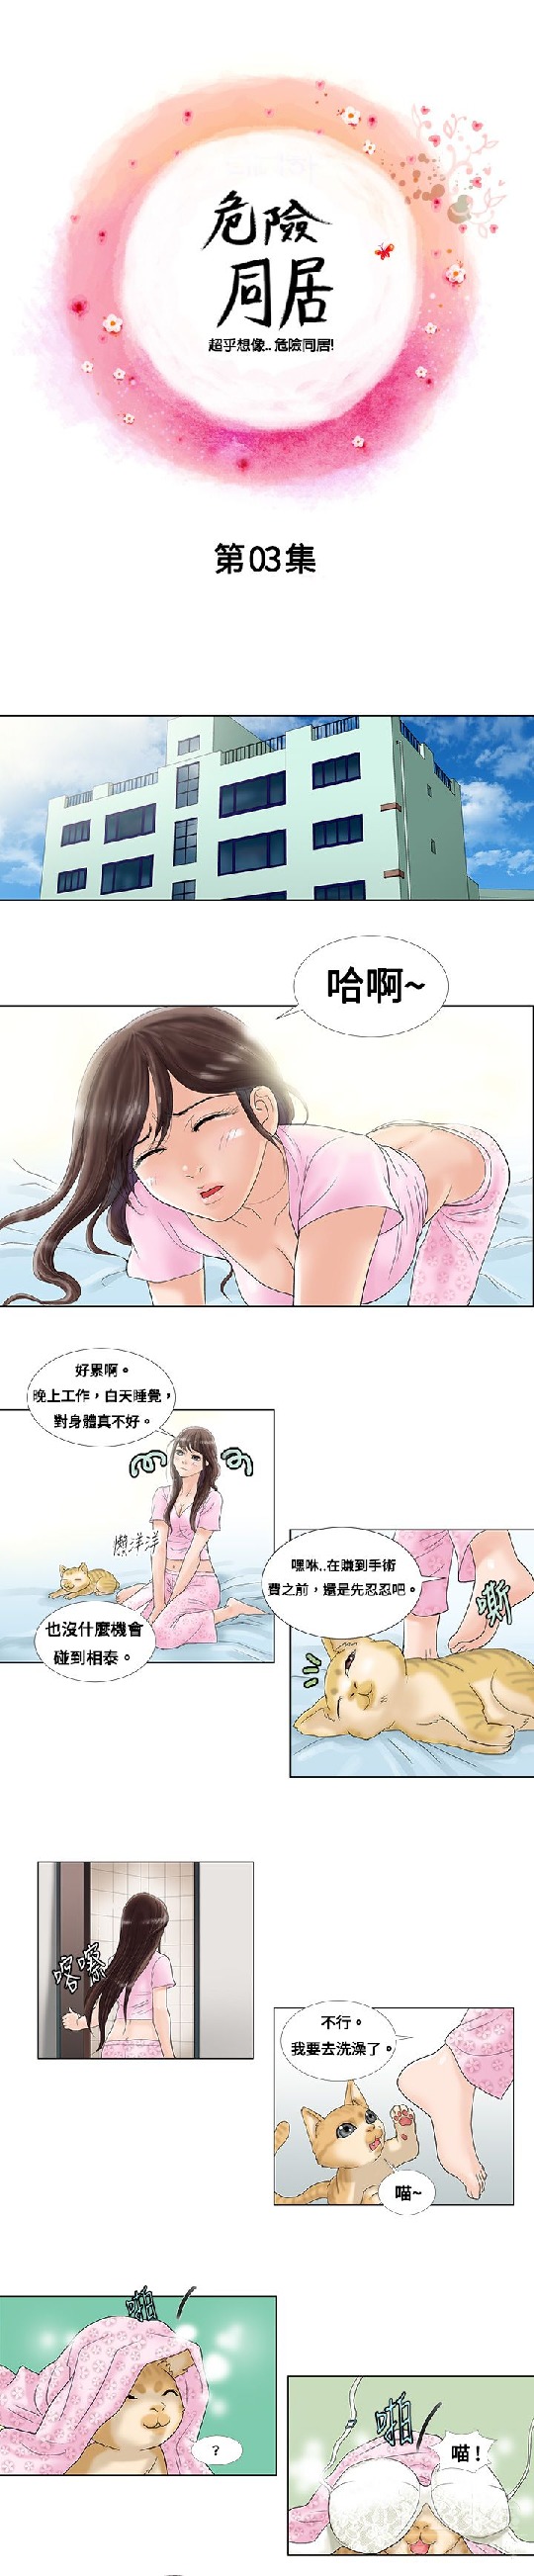 危險
同居
超乎想像..危險同居!
第03集
哈啊~
好累啊。
晚上工作，白天睡覺，
對身體真不好。
懶洋洋
也沒什麼機會
碰到相泰。
嘿咻..在賺到手術
費之前，還是先忍忍吧。
嘶
喀嚓
不行。
我要去洗澡了。
喵~
啪
?
啪
喵!